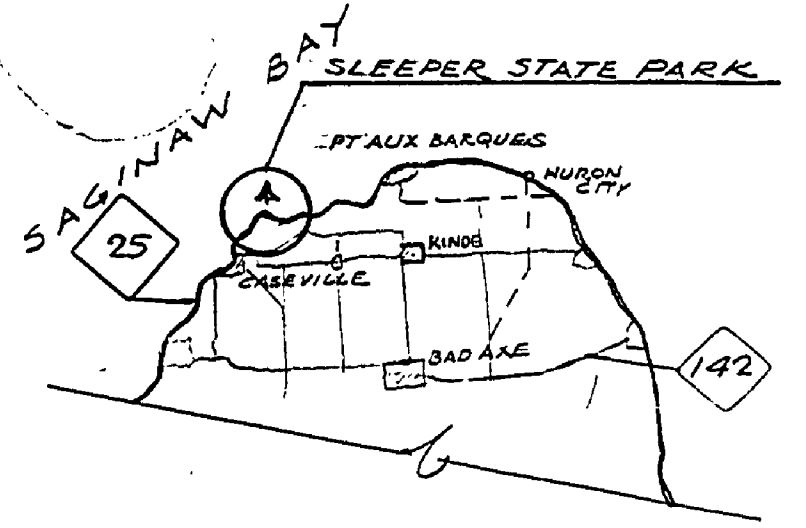 SAGINAW BAY
SLEEPER STATE PARK
PT AUX BARQUES
HURON
CITY
25
KINDE
CASEVILLE
BAD AXE
142